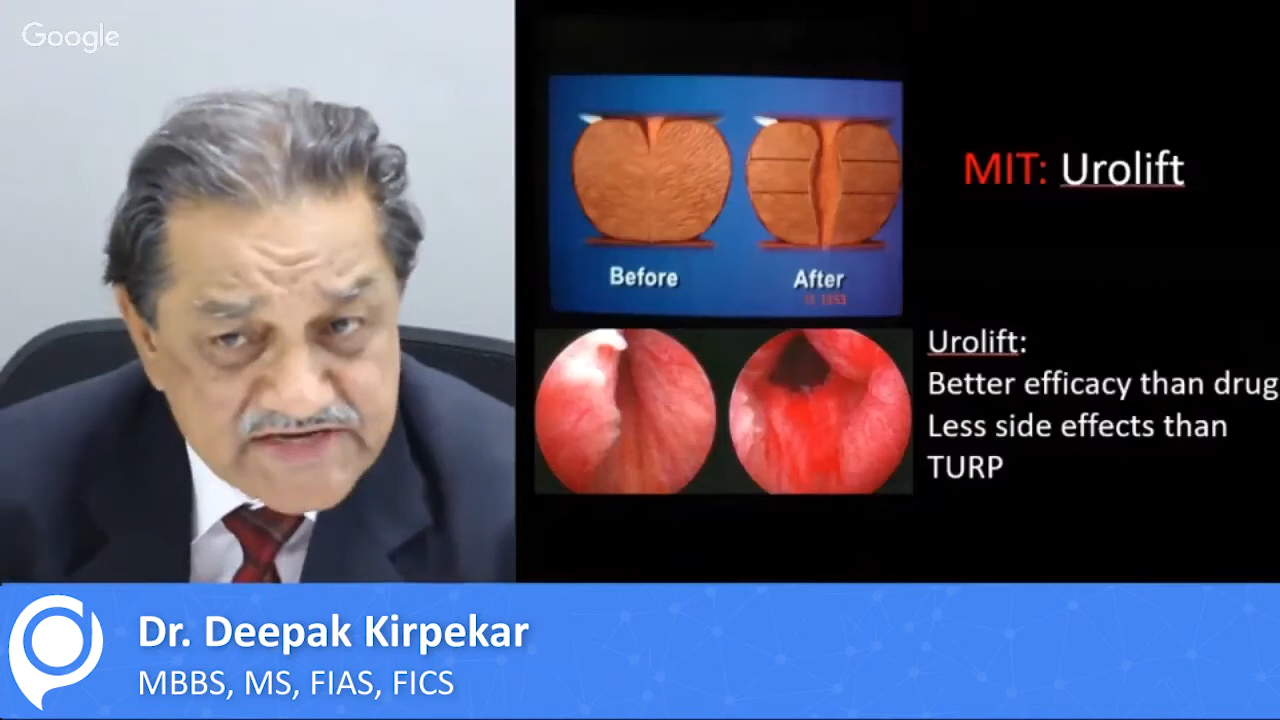 Google
MIT: Urolift
Before
After
Urolift:
Better efficacy than drug
Less side effects than
TURP
Dr. Deepak Kirpekar
MBBS, MS, FIAS, FICS